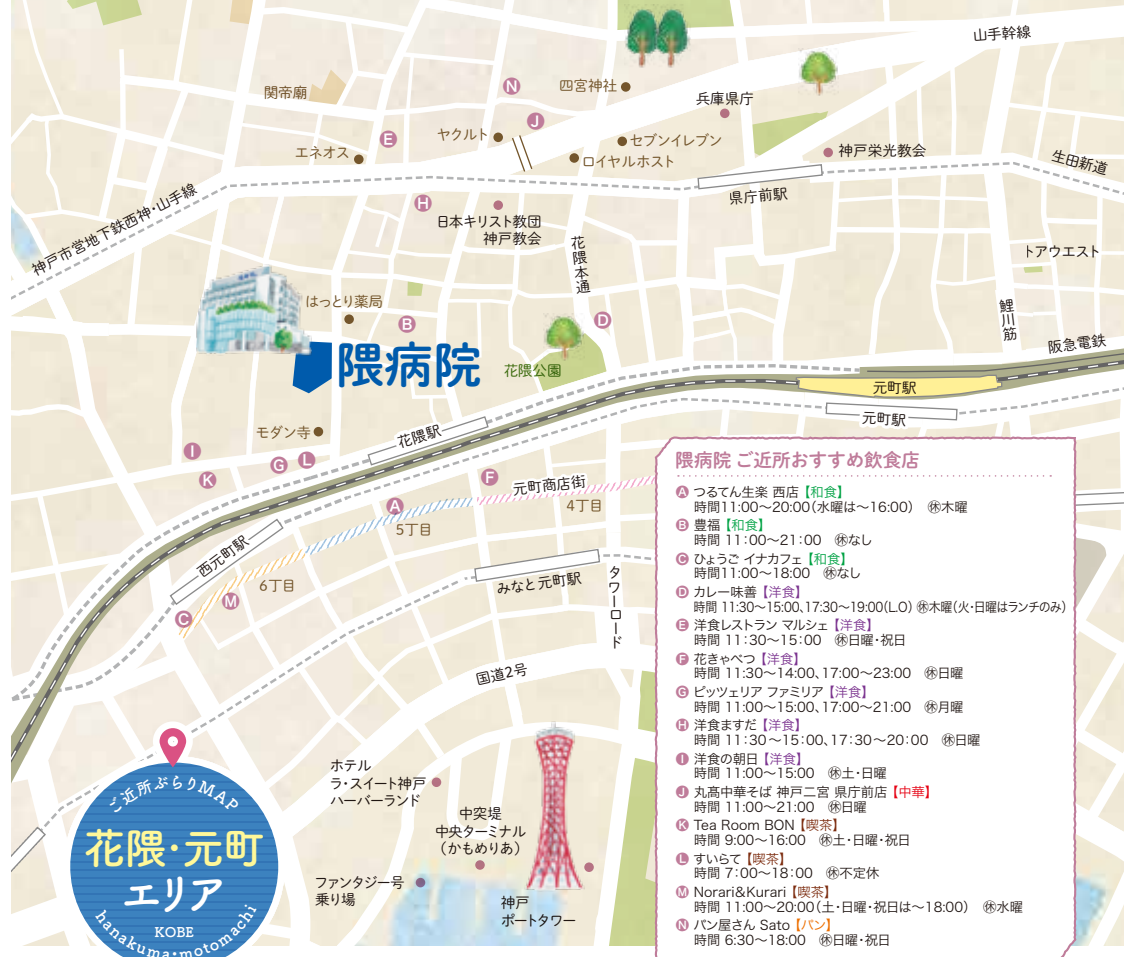 山手幹線
四宮神社
N
関帝廟
兵庫県庁
J
ヤクルト
E
セブンイレブン
エネオス
ロイヤルホスト
神戸栄光教会
生田新道
県庁前駅
神戸市営地下鉄西神・山手線
H
日本キリスト教団
神戸教会
花隈本通
トアウエスト
はっとり薬局
B
D
鯉川筋
阪急電鉄
隈病院
花隈公園
元町駅
元町駅
モダン寺
花隈駅
I
G
L
K
F
元町商店街
A
4丁目
5丁目
西元町駅
みなと元町駅
タワーロード
6丁目
M
C
国道2号
ホテル
ラ・スイート神戸
ハーバーランド
中突堤
中央ターミナル
(かもめりあ)
ファンタジー号
乗り場
神戸
ポートタワー
ご近所ぶらりMAP
花隈・元町
エリア
KOBE
hanakuma・motomachi
隈病院 ご近所おすすめ飲食店
A つるてん生楽 西店【和食】
時間11:00〜20:00(水曜は〜16:00) ㊡木曜
B 豊福【和食】
時間 11:00〜21:00 ㊡なし
C ひょうご イナカフェ【和食】
時間11:00〜18:00 ㊡なし
D カレー味善【洋食】
時間 11:30〜15:00、17:30〜19:00(L.O) ㊡木曜(火・日曜はランチのみ)
E 洋食レストラン マルシェ【洋食】
時間 11:30〜15:00 ㊡日曜・祝日
F 花きゃべつ【洋食】
時間 11:30〜14:00、17:00〜23:00 ㊡日曜
G ピッツェリア ファミリア【洋食】
時間 11:00〜15:00、17:00〜21:00 ㊡月曜
H 洋食ますだ【洋食】
時間 11:30〜15:00、17:30〜20:00 ㊡日曜
I 洋食の朝日【洋食】
時間 11:00〜15:00 ㊡土・日曜
J 丸髙中華そば 神戸二宮 県庁前店【中華】
時間 11:00〜21:00 ㊡日曜
K Tea Room BON【喫茶】
時間 9:00〜16:00 ㊡土・日曜・祝日
L すいらて【喫茶】
時間 7:00〜18:00 ㊡不定休
M Norari&Kurari【喫茶】
時間 11:00〜20:00(土・日曜・祝日は〜18:00) ㊡水曜
N パン屋さん Sato【パン】
時間 6:30〜18:00 ㊡日曜・祝日